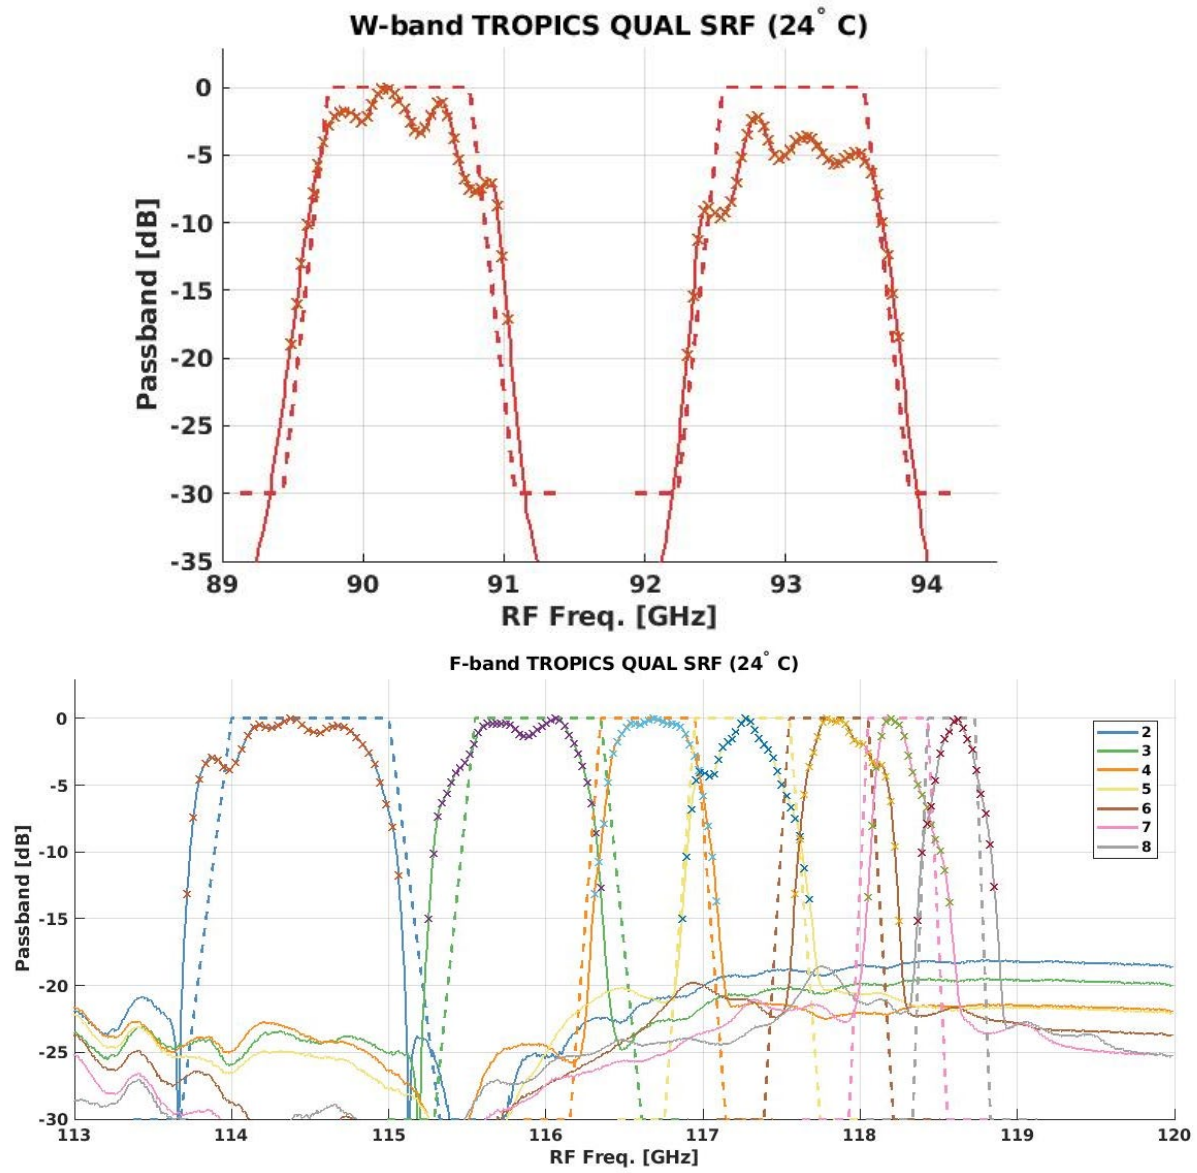 W-band TROPICS QUAL SRF (24° C)
0
-5
-10
-15
-20
-25
-30
-35
Passband [dB]
89 90 91 92 93 94
RF Freq. [GHz]
F-band TROPICS QUAL SRF (24° C)
0
-5
-10
-15
-20
-25
-30
Passband [dB]
2
3
4
5
6
7
8
113 114 115 116 117 118 119 120
RF Freq. [GHz]